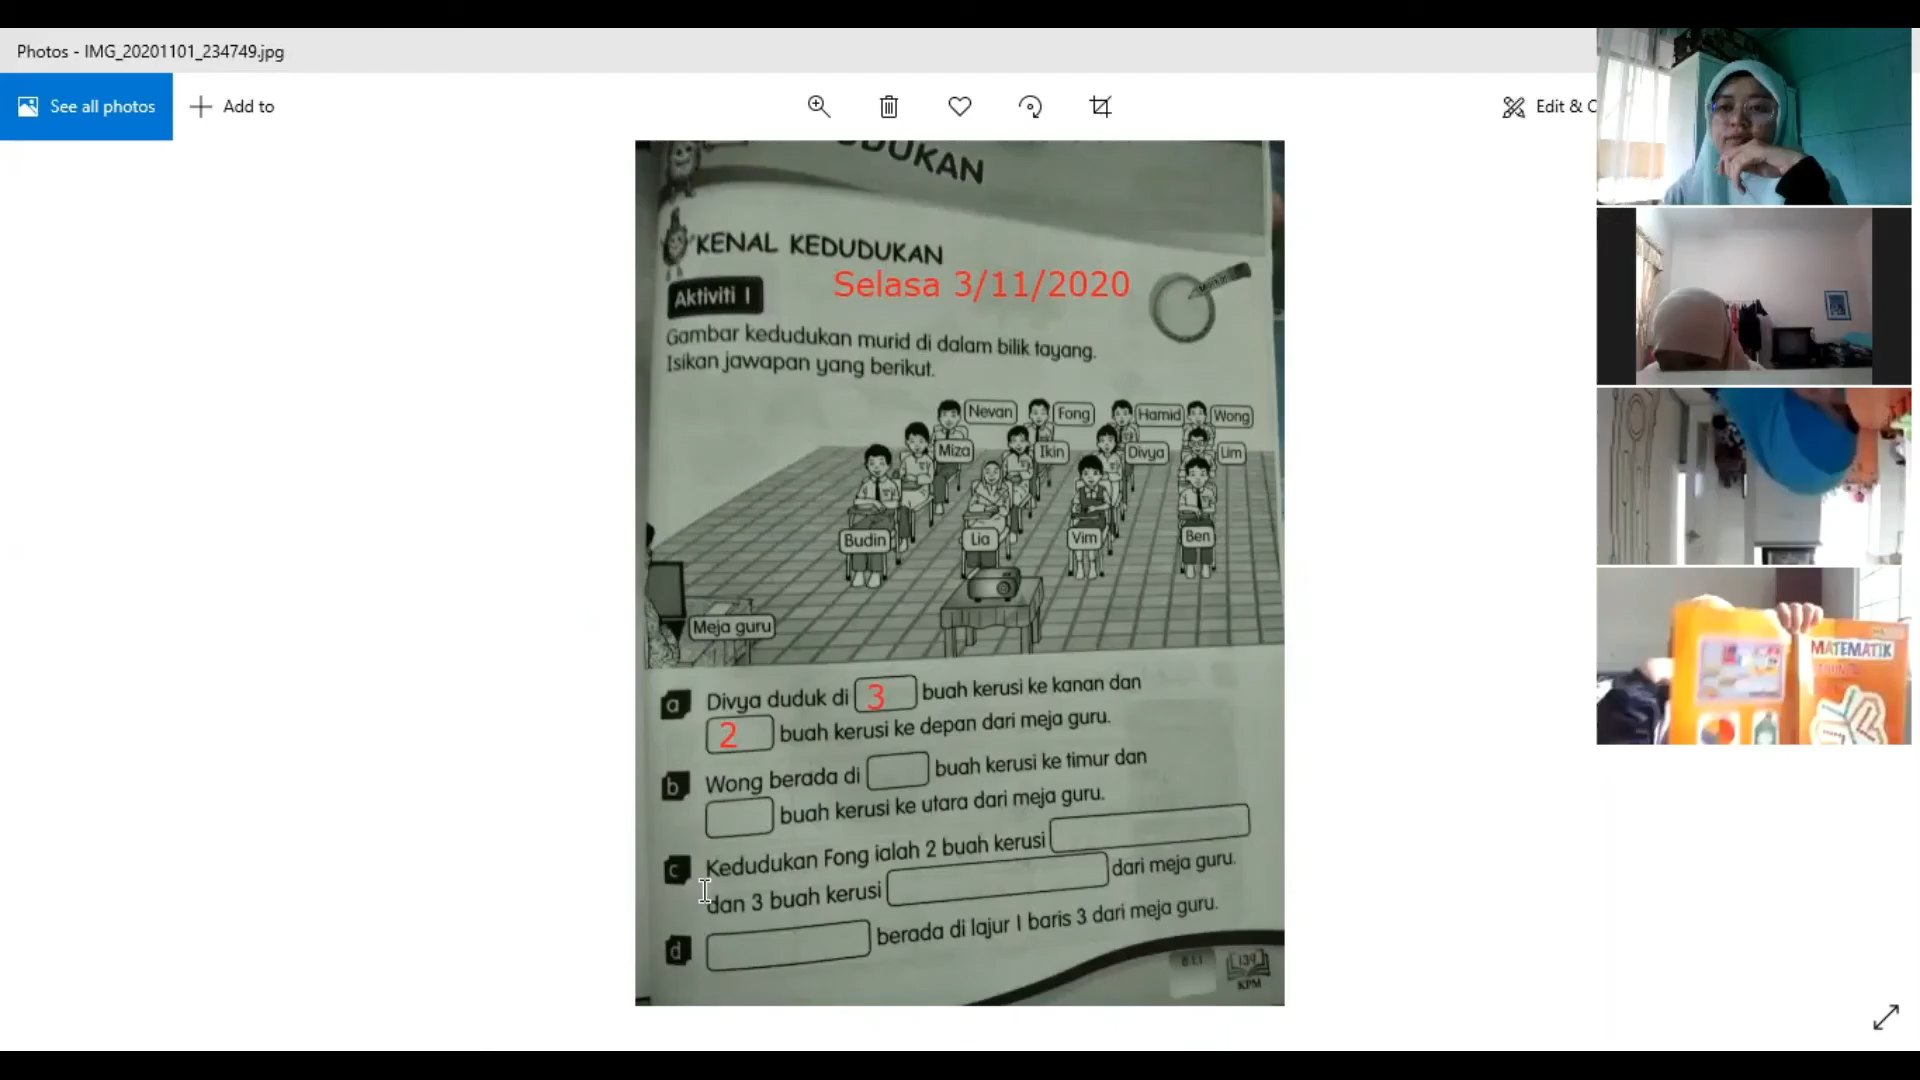 Photos - IMG_20201101_234749.jpg
See all photos
Add to
Edit & C
UDUKAN
KENAL KEDUDUKAN
Selasa 3/11/2020
Aktiviti 1
Gambar kedudukan murid di dalam bilik tayang.
Isikan jawapan yang berikut.
Nevan Fong Hamid Wong
Miza Ikin Divya Lim
Budin Lia Vim Ben
Meja guru
a Divya duduk di 3 buah kerusi ke kanan dan
2 buah kerusi ke depan dari meja guru.
b Wong berada di buah kerusi ke timur dan
buah kerusi ke utara dari meja guru.
c Kedudukan Fong ialah 2 buah kerusi
dan 3 buah kerusi dari meja guru.
d berada di lajur 1 baris 3 dari meja guru.
139
KPM
MATEMATIK